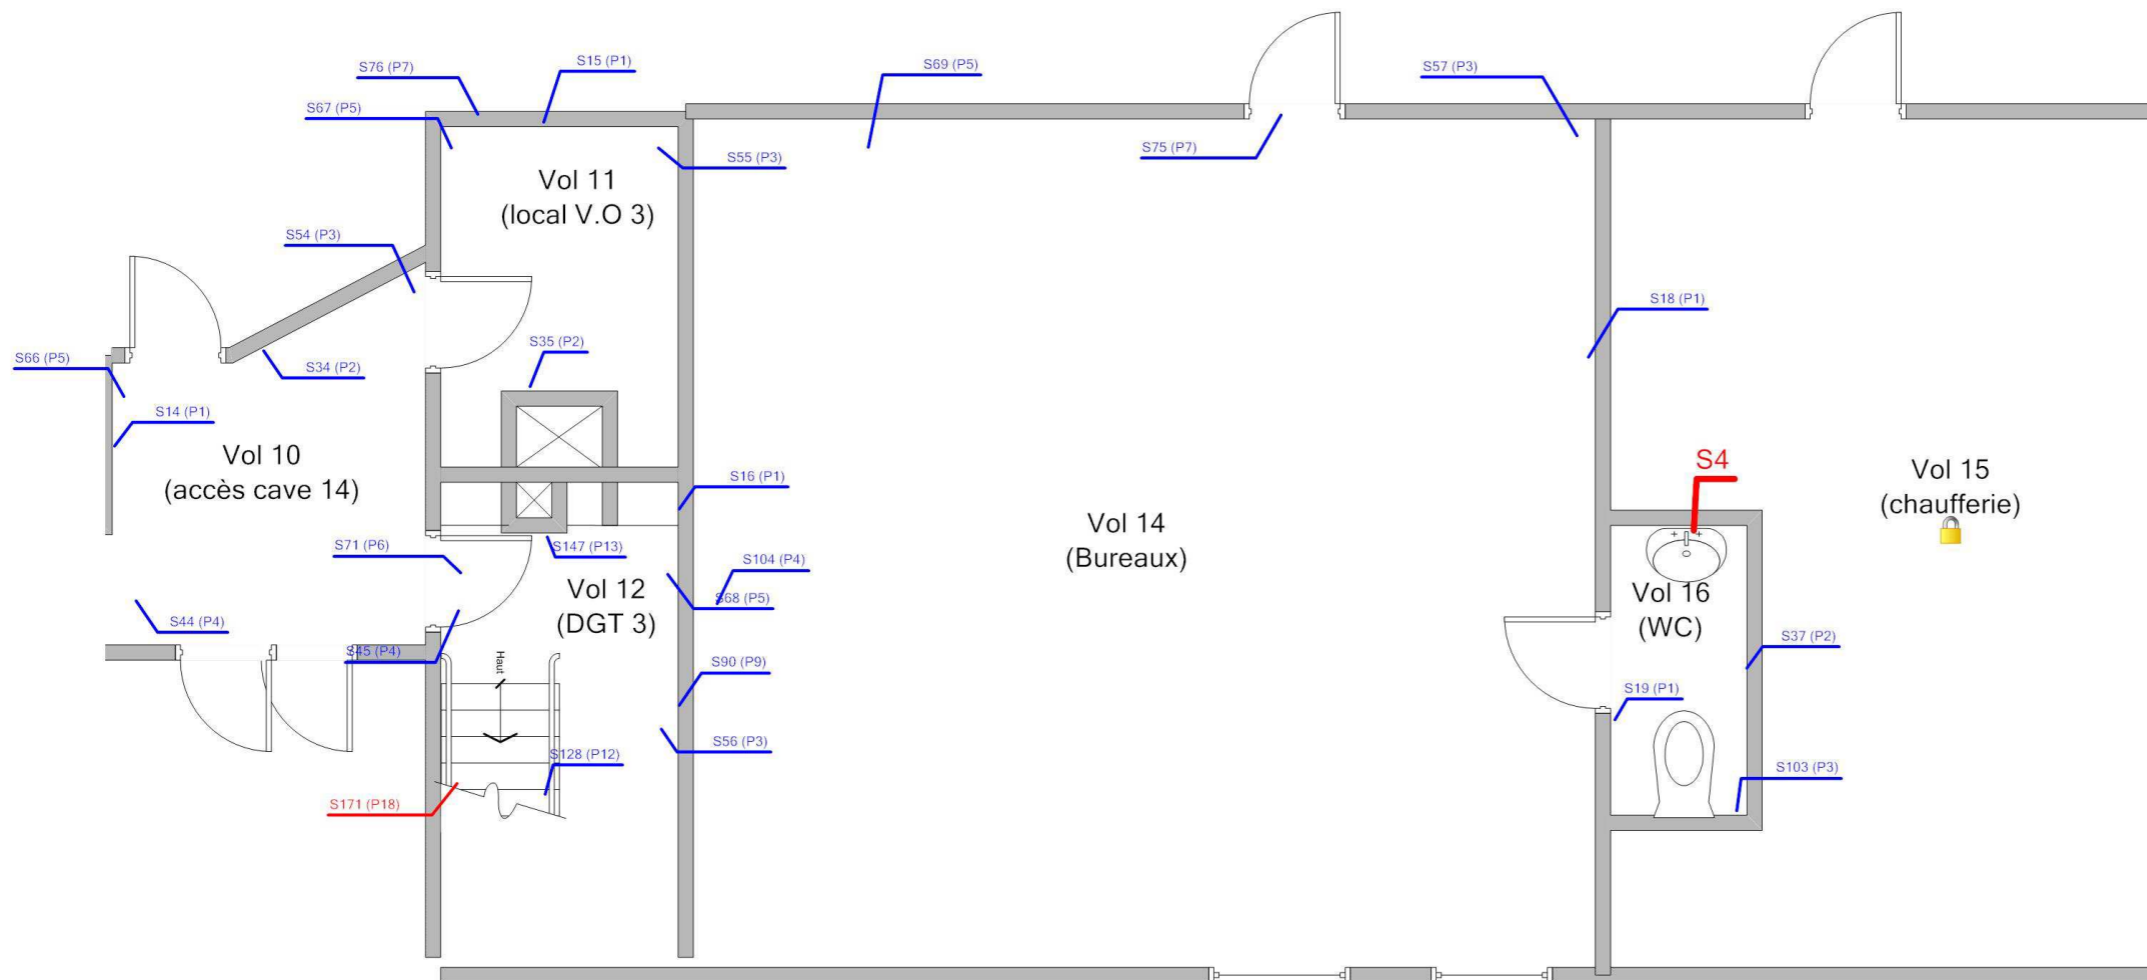 S76 (P7)
S15 (P1)
S69 (P5)
S57 (P3)
S67 (P5)
S55 (P3)
S75 (P7)
Vol 11
(local V.O 3)
S54 (P3)
S18 (P1)
S35 (P2)
S66 (P5)
S34 (P2)
S14 (P1)
Vol 10
(accès cave 14)
S16 (P1)
S4
Vol 15
(chaufferie)
Vol 14
(Bureaux)
S71 (P6)
S147 (P13)
S104 (P4)
Vol 12
(DGT 3)
S68 (P5)
Vol 16
(WC)
S44 (P4)
S45 (P4)
Haut
S90 (P9)
S37 (P2)
S19 (P1)
S56 (P3)
S128 (P12)
S103 (P3)
S171 (P18)